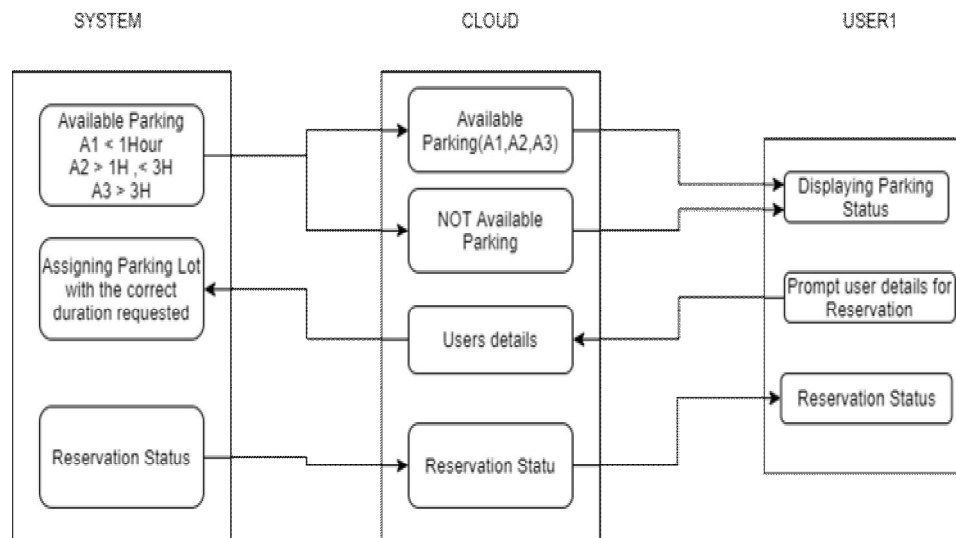 SYSTEM
CLOUD
USER1
Available Parking
A1 < 1Hour
A2 > 1H ,< 3H
A3 > 3H
Assigning Parking Lot
with the correct
duration requested
Reservation Status
Available
Parking(A1,A2,A3)
NOT Available
Parking
Users details
Reservation Statu
Displaying Parking
Status
Prompt user details for
Reservation
Reservation Status